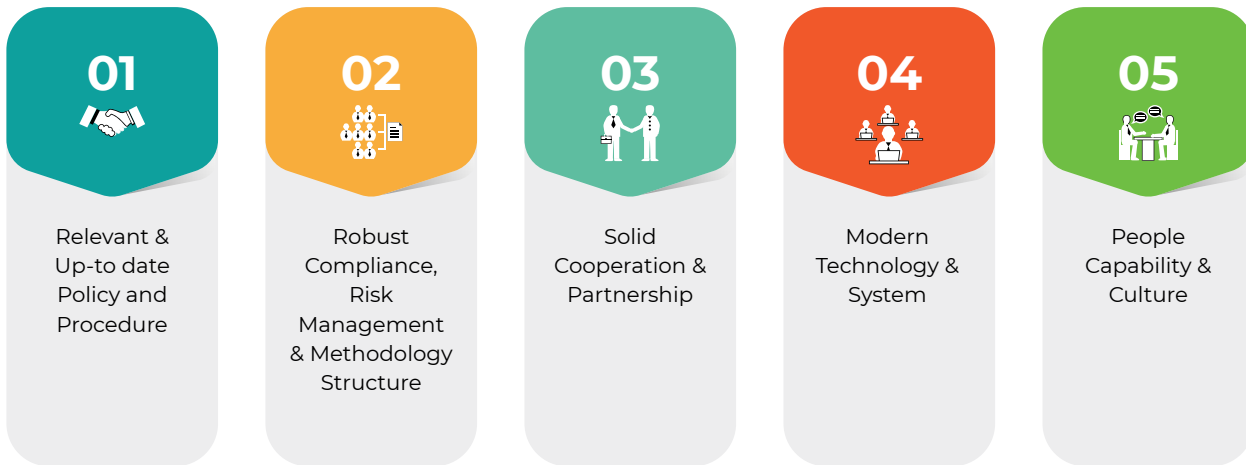 01
Relevant &
Up-to date
Policy and
Procedure
02
Robust
Compliance,
Risk
Management
& Methodology
Structure
03
Solid
Cooperation &
Partnership
04
Modern
Technology &
System
05
People
Capability &
Culture